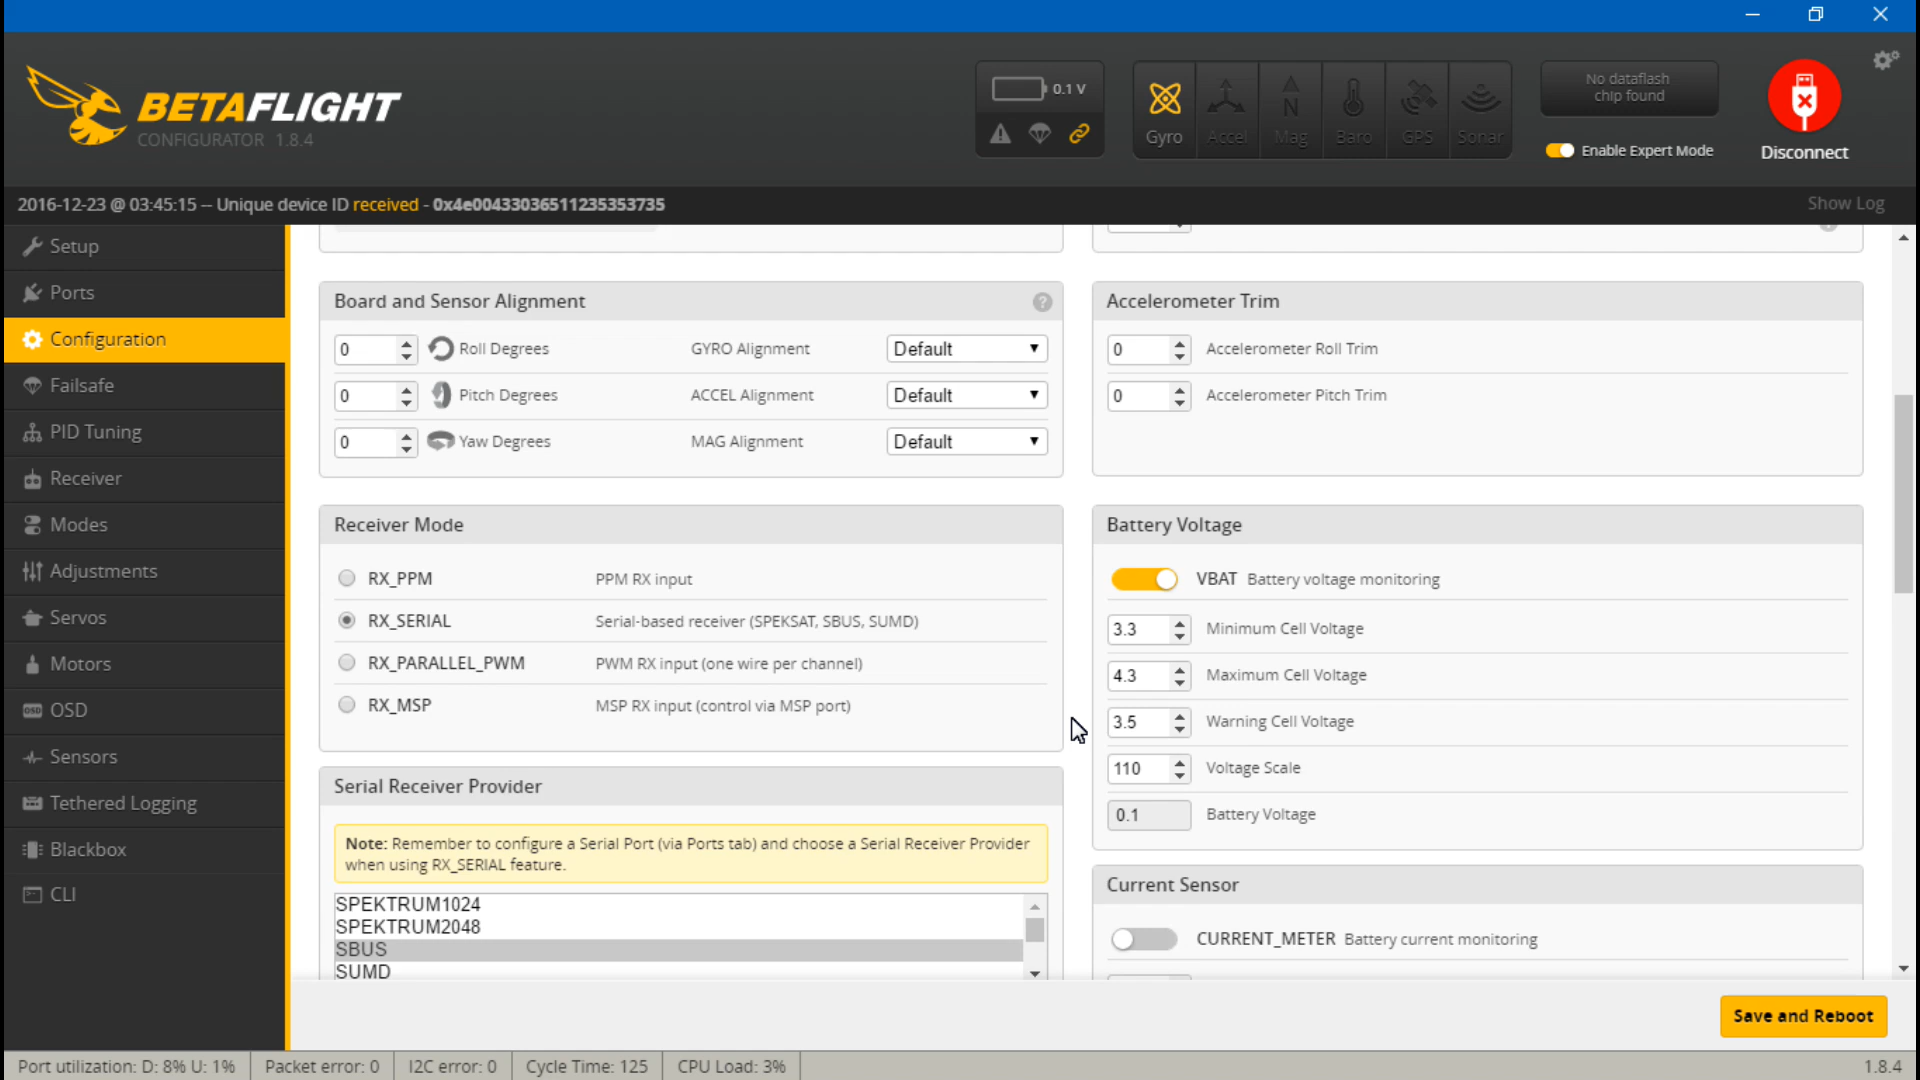 BETAFLIGHT
CONFIGURATOR 1.8.4
0.1 V
Gyro
Accel
Mag
Baro
GPS
Sonar
No dataflash
chip found
Enable Expert Mode
Disconnect
2016-12-23 @ 03:45:15 -- Unique device ID received - 0x4e004330365112353537​35
Show Log
Setup
Ports
Configuration
Failsafe
PID Tuning
Receiver
Modes
Adjustments
Servos
Motors
OSD OSD
Sensors
Tethered Logging
Blackbox
CLI
Board and Sensor Alignment ?
0 Roll Degrees GYRO Alignment Default
0 Pitch Degrees ACCEL Alignment Default
0 Yaw Degrees MAG Alignment Default
Accelerometer Trim
0 Accelerometer Roll Trim
0 Accelerometer Pitch Trim
Receiver Mode
RX_PPM PPM RX input
RX_SERIAL Serial-based receiver (SPEKSAT, SBUS, SUMD)
RX_PARALLEL_PWM PWM RX input (one wire per channel)
RX_MSP MSP RX input (control via MSP port)
Serial Receiver Provider
Note: Remember to configure a Serial Port (via Ports tab) and choose a Serial Receiver Provider
when using RX_SERIAL feature.
SPEKTRUM1024
SPEKTRUM2048
SBUS
SUMD
Battery Voltage
VBAT Battery voltage monitoring
3.3 Minimum Cell Voltage
4.3 Maximum Cell Voltage
3.5 Warning Cell Voltage
110 Voltage Scale
0.1 Battery Voltage
Current Sensor
CURRENT_METER Battery current monitoring
Save and Reboot
Port utilization: D: 8% U: 1%
Packet error: 0
I2C error: 0
Cycle Time: 125
CPU Load: 3%
1.8.4